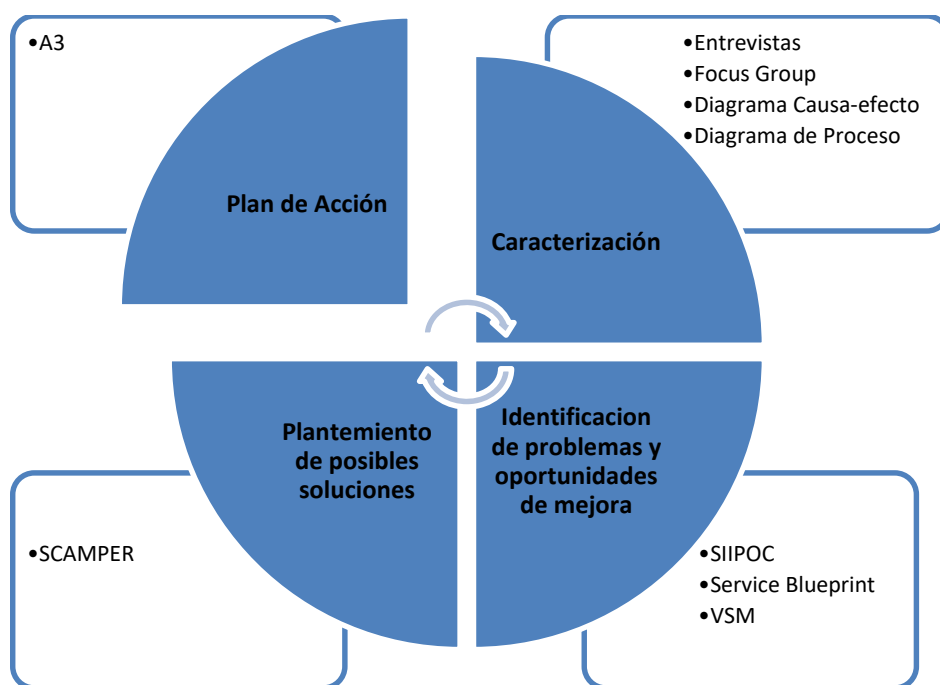 •A3
•Entrevistas
•Focus Group
•Diagrama Causa-efecto
•Diagrama de Proceso
Plan de Acción
Caracterización
Plantemiento
de posibles
soluciones
Identificacion
de problemas y
oportunidades
de mejora
•SCAMPER
•SIIPOC
•Service Blueprint
•VSM